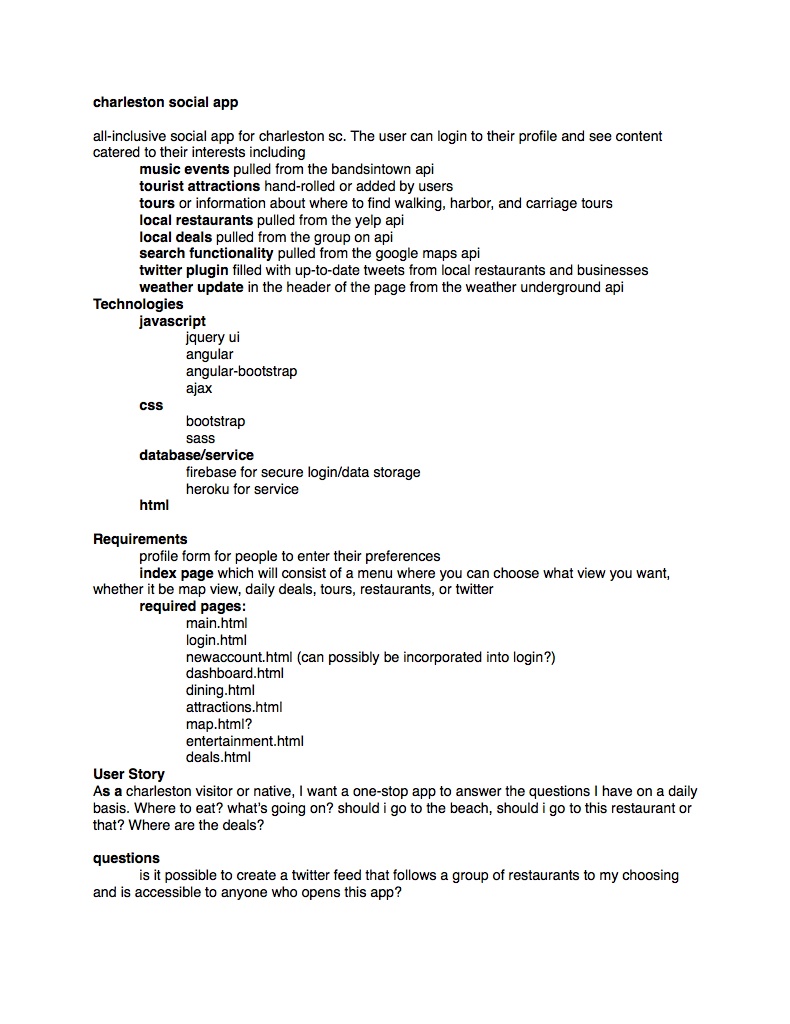 charleston social app
all-inclusive social app for charleston sc. The user can login to their profile and see content
catered to their interests including
music events pulled from the bandsintown api
tourist attractions hand-rolled or added by users
tours or information about where to find walking, harbor, and carriage tours
local restaurants pulled from the yelp api
local deals pulled from the group on api
search functionality pulled from the google maps api
twitter plugin filled with up-to-date tweets from local restaurants and businesses
weather update in the header of the page from the weather underground api
Technologies
javascript
jquery ui
angular
angular-bootstrap
ajax
css
bootstrap
sass
database/service
firebase for secure login/data storage
heroku for service
html
Requirements
profile form for people to enter their preferences
index page which will consist of a menu where you can choose what view you want,
whether it be map view, daily deals, tours, restaurants, or twitter
required pages:
main.html
login.html
newaccount.html (can possibly be incorporated into login?)
dashboard.html
dining.html
attractions.html
map.html?
entertainment.html
deals.html
User Story
As a charleston visitor or native, I want a one-stop app to answer the questions I have on a daily
basis. Where to eat? what's going on? should i go to the beach, should i go to this restaurant or
that? Where are the deals?
questions
is it possible to create a twitter feed that follows a group of restaurants to my choosing
and is accessible to anyone who opens this app?